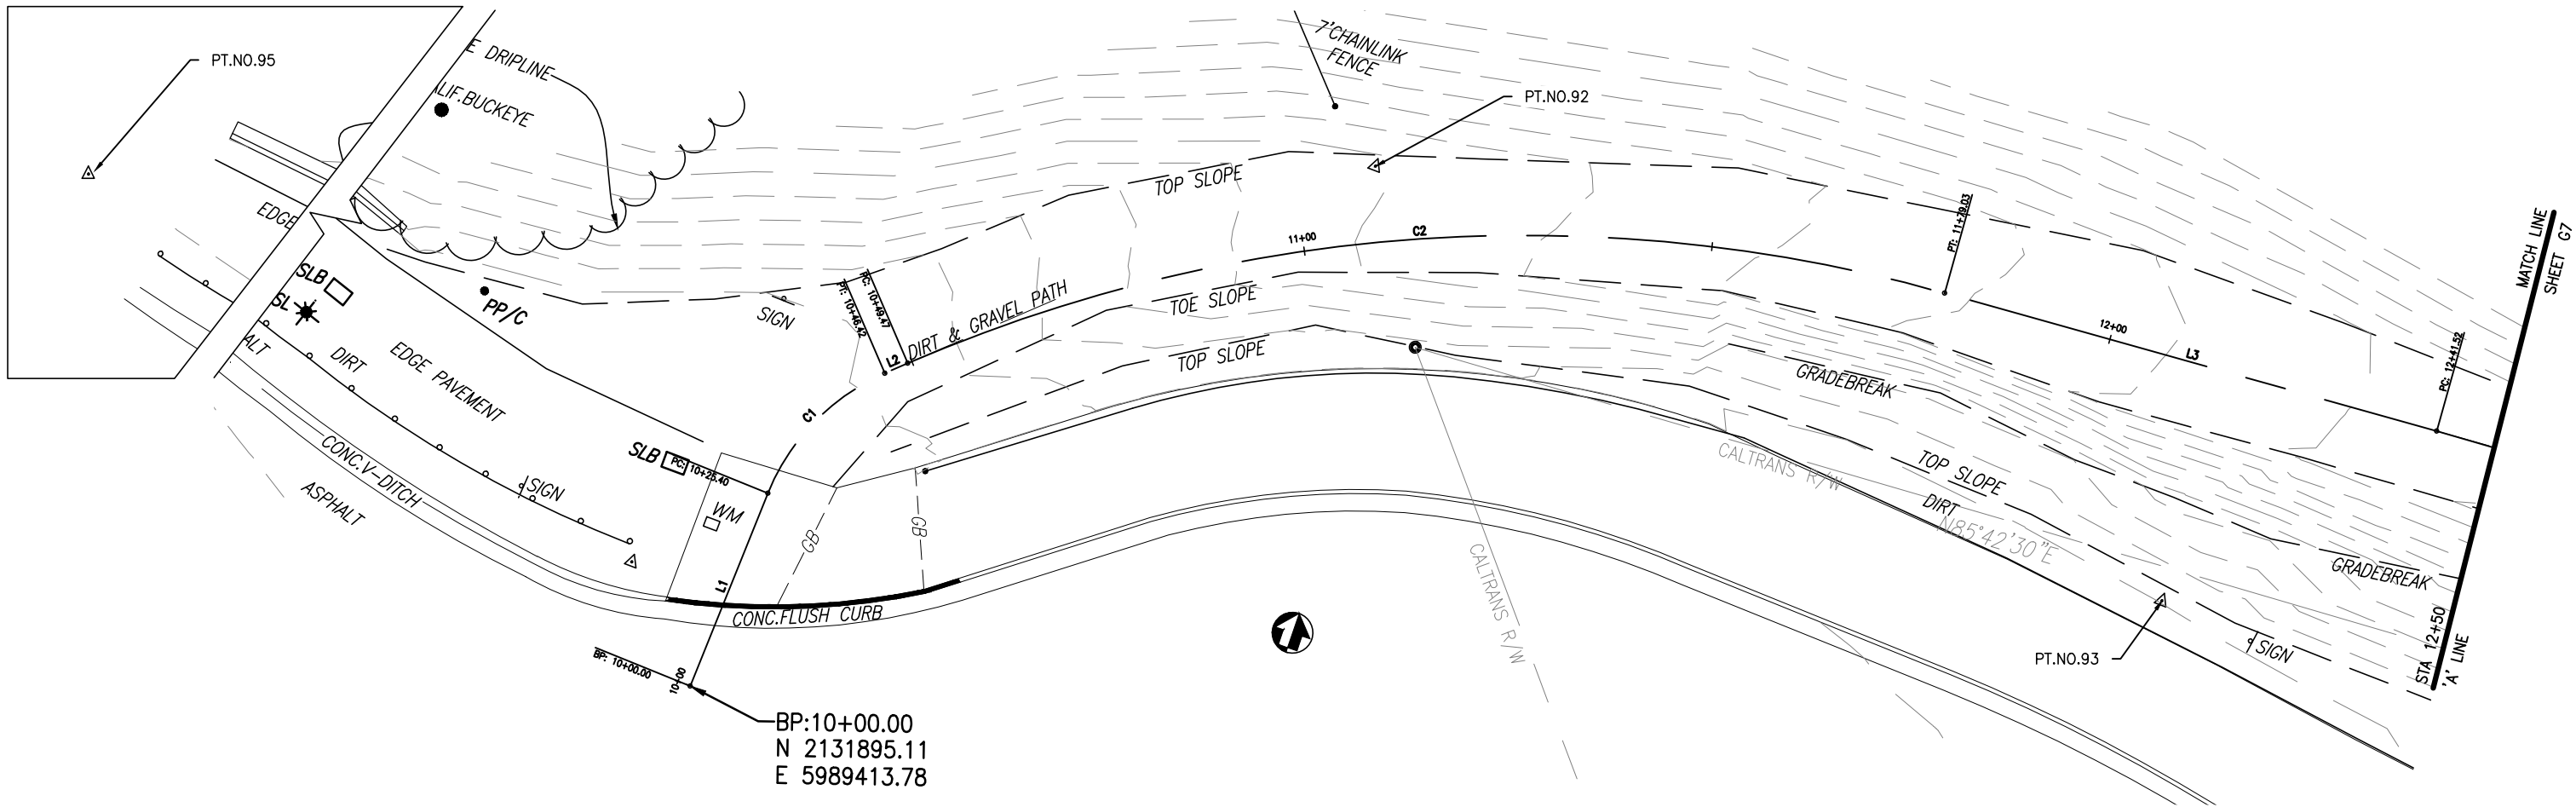 PT.NO.95
E DRIPLINE
LIF.BUCKEYE
EDGE
SLB
SL
ALT
DIRT
EDGE PAVEMENT
PP/C
CONC.V-DITCH
ASPHALT
SIGN
SIGN
SLB
PC: 10+25.40
WM
L1
GB
GB
CONC.FLUSH CURB
BP: 10+00.00
10+00
BP:10+00.00
N 2131895.11
E 5989413.78
C1
PT: 10+46.42
PC: 10+49.47
L2
DIRT & GRAVEL PATH
7'CHAINLINK
FENCE
PT.NO.92
TOP SLOPE
11+00
C2
TOE SLOPE
TOP SLOPE
PT: 11+79.03
12+00
L3
PC: 12+41.52
GRADEBREAK
CALTRANS R/W
CALTRANS R/W
TOP SLOPE
DIRT
N85°42'30"E
GRADEBREAK
PT.NO.93
SIGN
MATCH LINE
SHEET G7
STA 12+50
'A' LINE